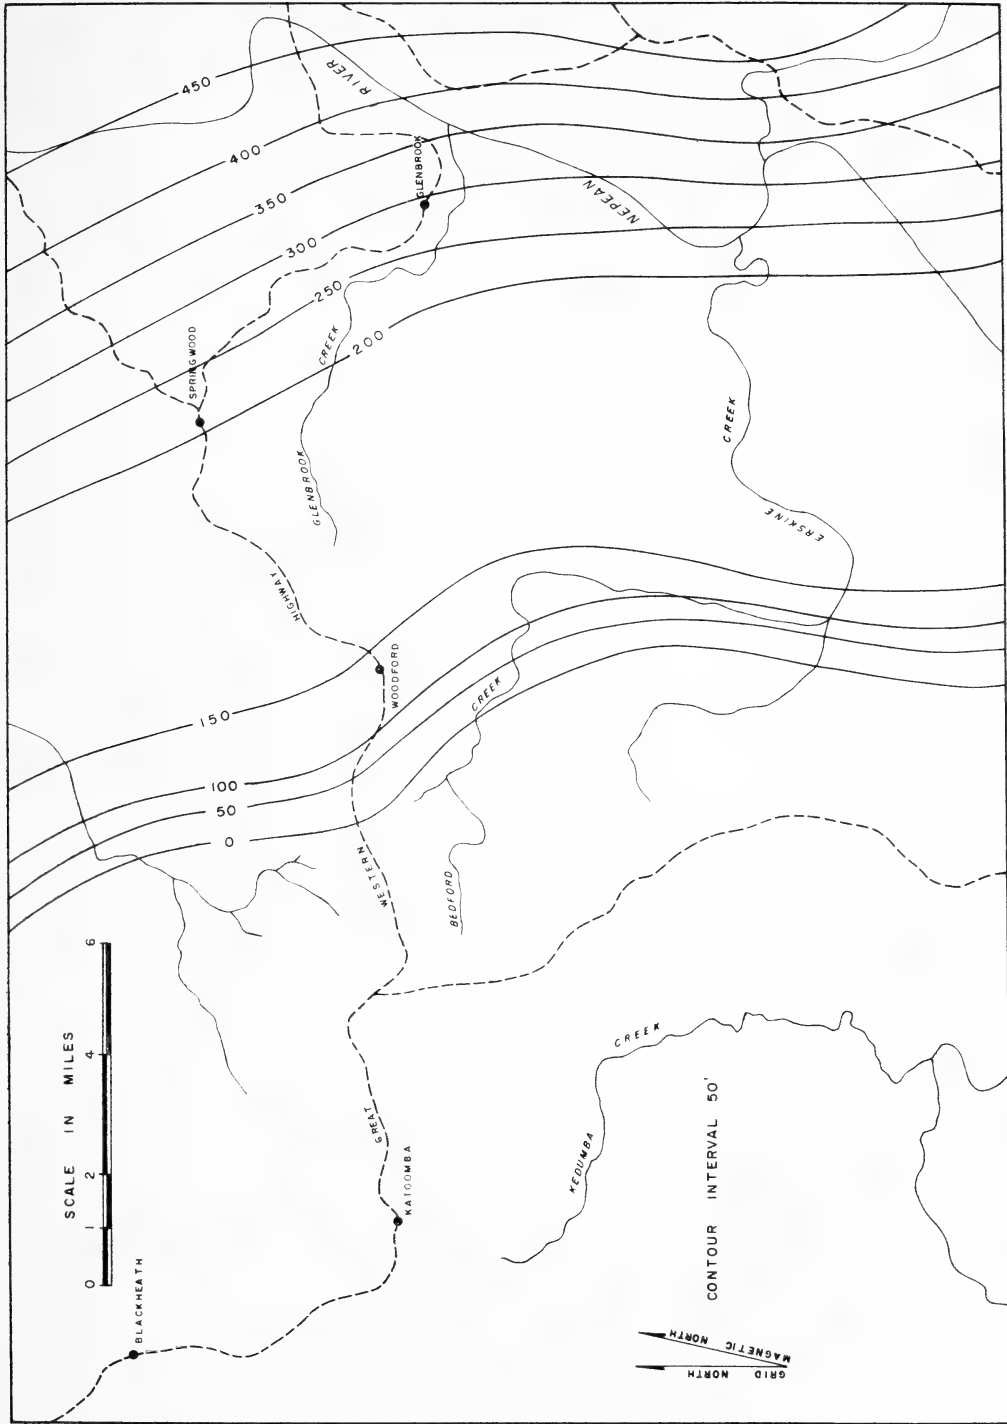 450
400
350
300
250
200
150
100
50
0
RIVER
NEPEAN
GLENBROOK
SPRINGWOOD
GLENBROOK CREEK
ERSKINE CREEK
WOODFORD
BEDFORD CREEK
GREAT WESTERN HIGHWAY
KATOOMBA
BLACKHEATH
KEDUMBA CREEK
SCALE IN MILES
0 1 2 4 6
CONTOUR INTERVAL 50'
GRID NORTH
MAGNETIC NORTH